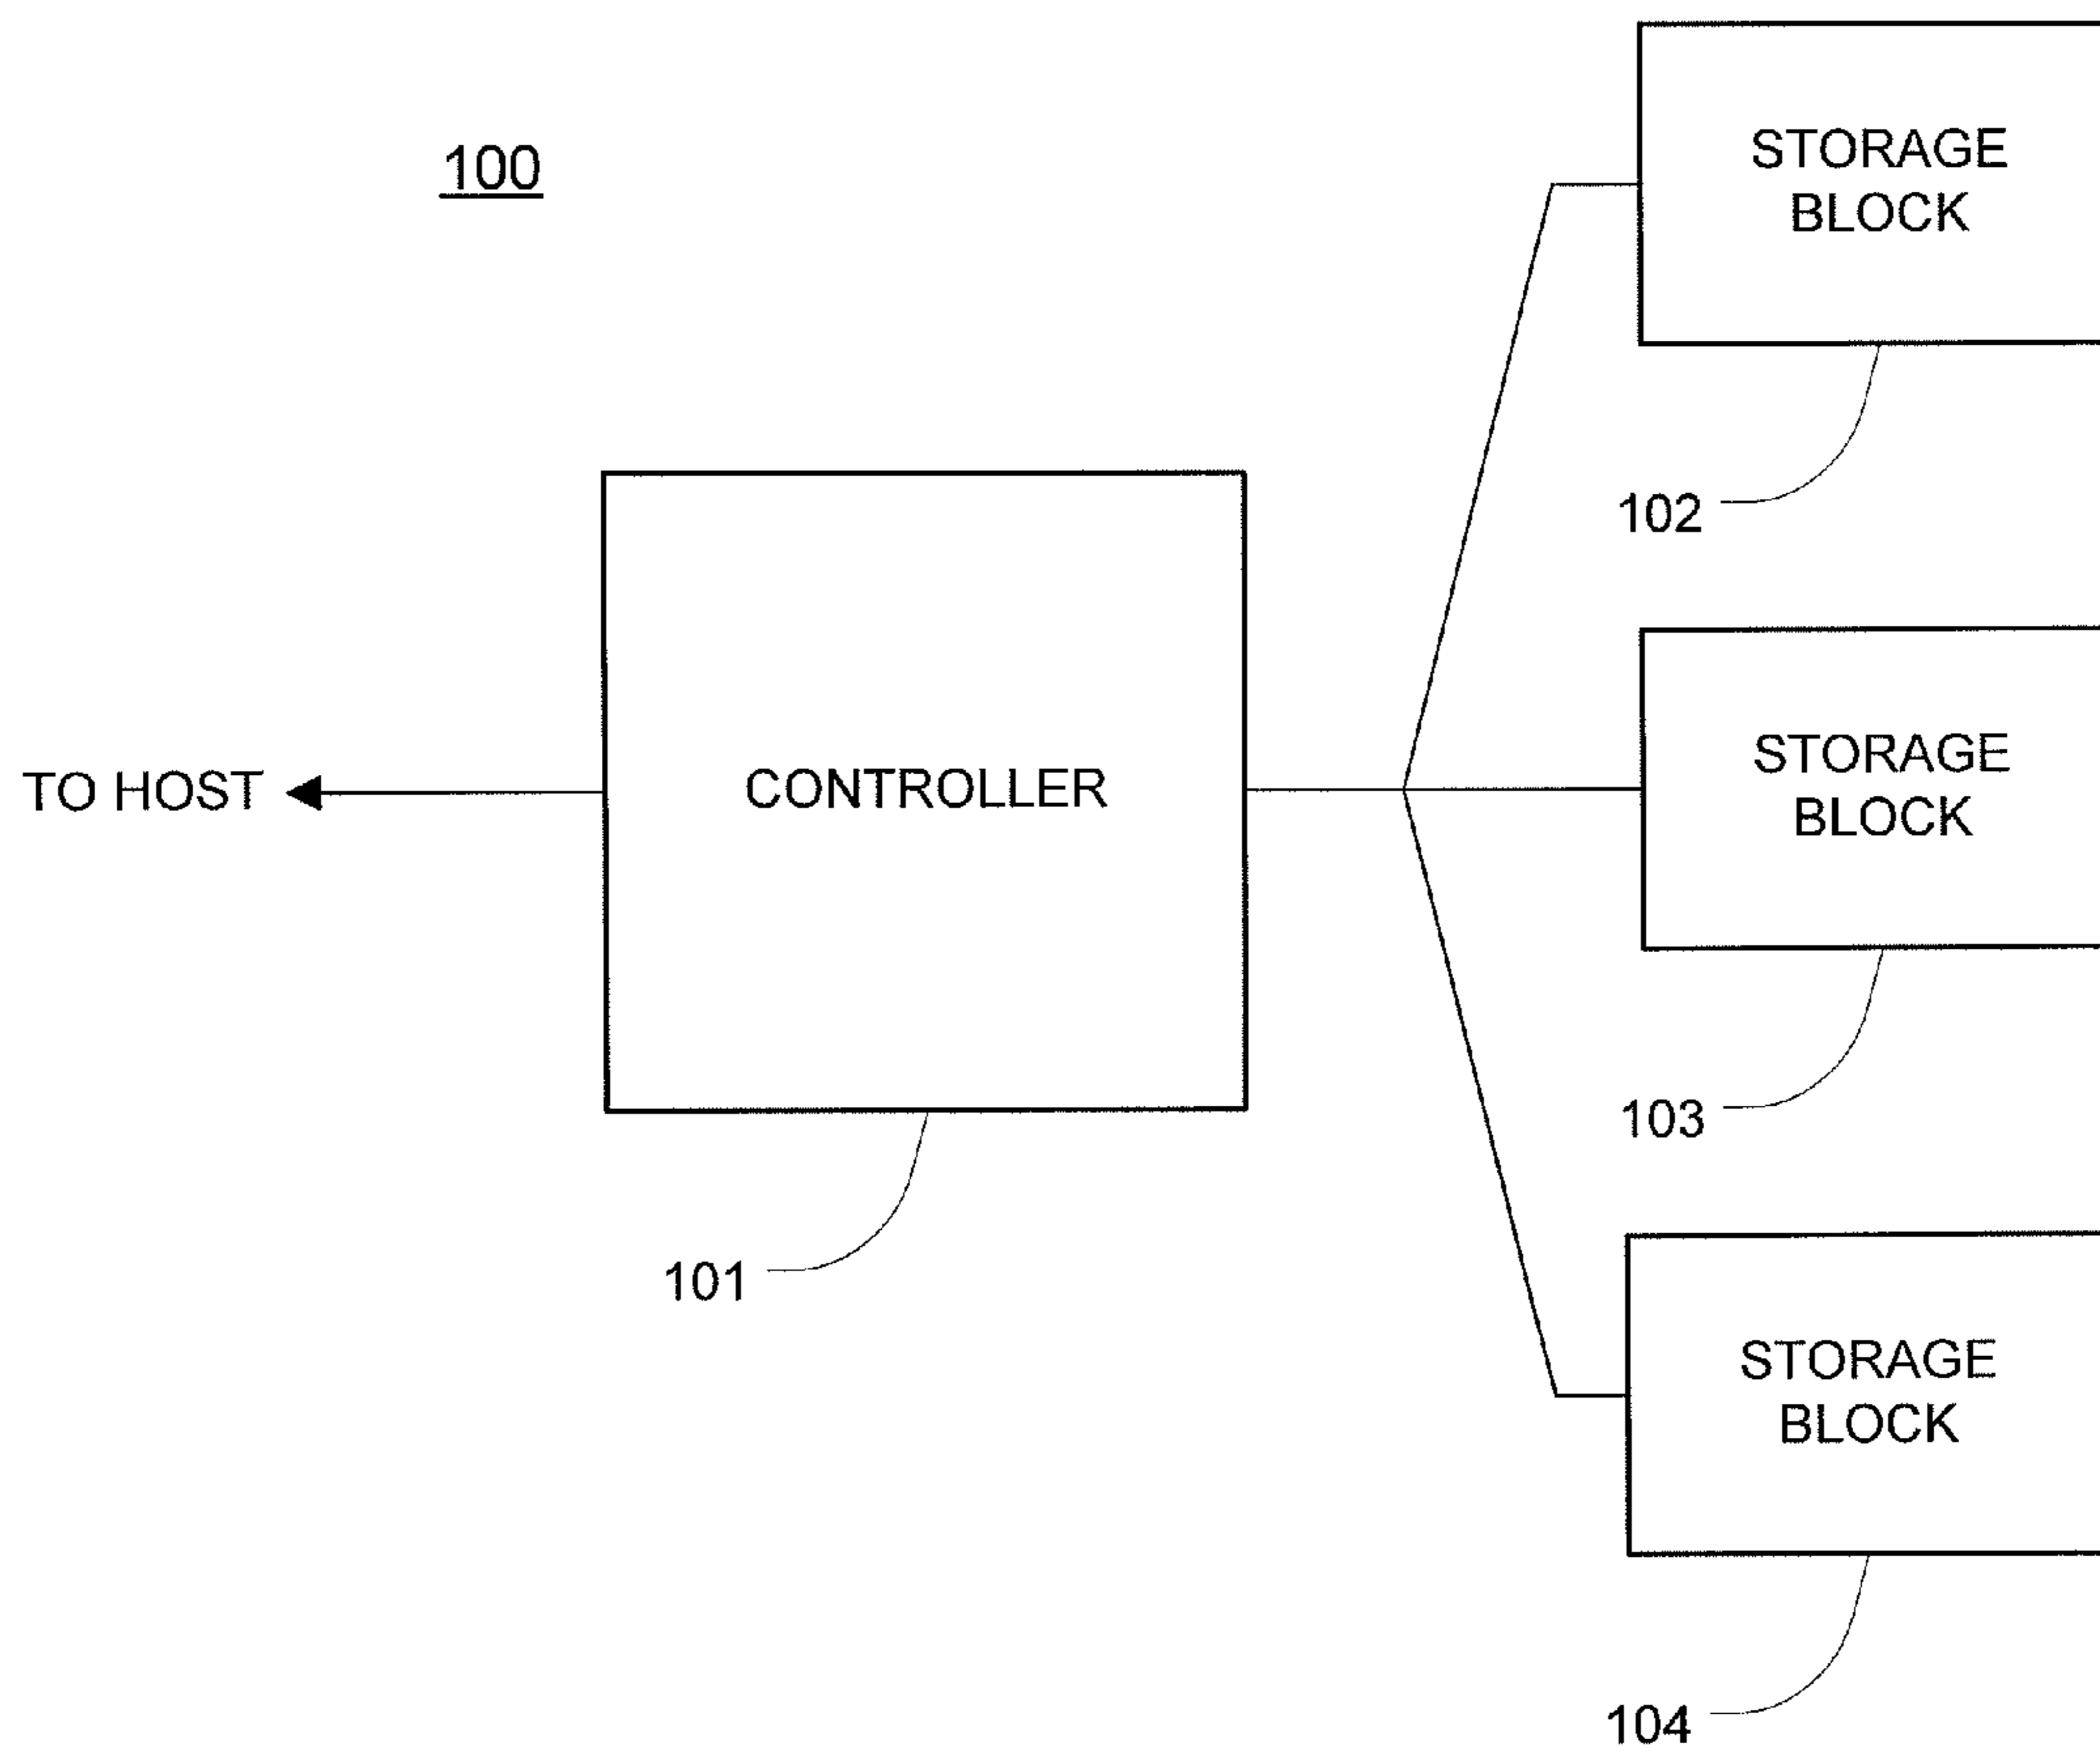 100
STORAGE
BLOCK
102
TO HOST
CONTROLLER
STORAGE
BLOCK
103
101
STORAGE
BLOCK
104